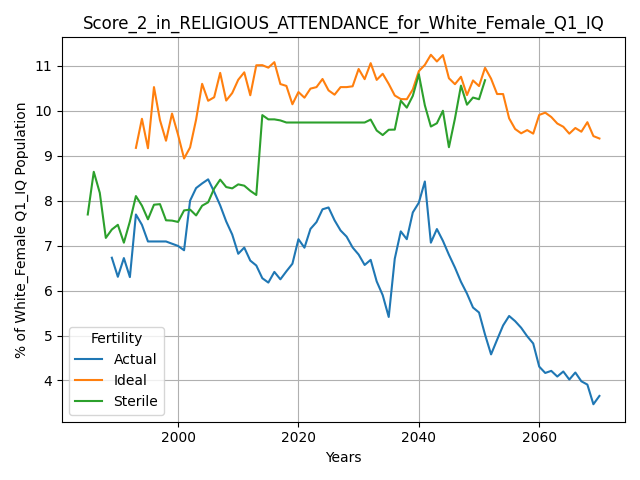 Score_2_in_RELIGIOUS_ATTENDANCE_for_White_Female_Q1_IQ
% of White_Female Q1_IQ Population
11
10
9
8
7
6
5
4
Fertility
Actual
Ideal
Sterile
2000 2020 2040 2060
Years